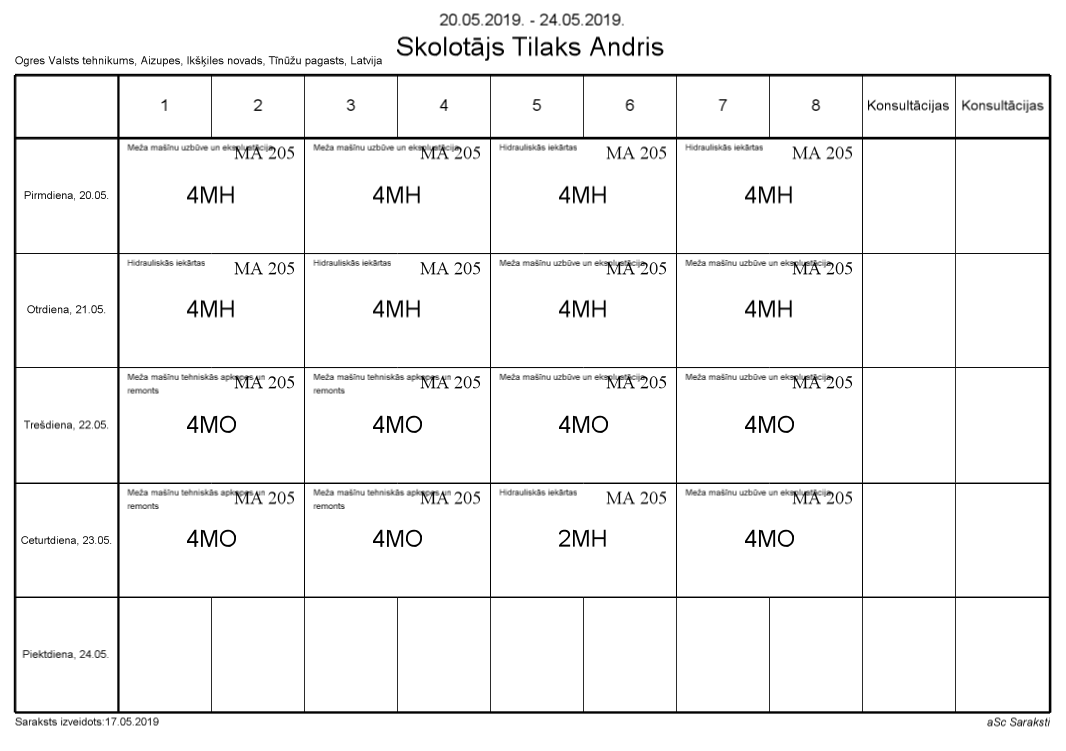 20.05.2019. - 24.05.2019.
Skolotājs Tilaks Andris
Ogres Valsts tehnikums, Aizupes, Ikšķiles novads, Tīnūžu pagasts, Latvija
1 2 3 4 5 6 7 8 Konsultācijas Konsultācijas
Meža mašīnu uzbūve un ekspluatācija MA 205 Meža mašīnu uzbūve un ekspluatācija MA 205 Hidrauliskās iekārtas MA 205 Hidrauliskās iekārtas MA 205
Pirmdiena, 20.05. 4MH 4MH 4MH 4MH
Hidrauliskās iekārtas MA 205 Hidrauliskās iekārtas MA 205 Meža mašīnu uzbūve un ekspluatācija MA 205 Meža mašīnu uzbūve un ekspluatācija MA 205
Otrdiena, 21.05. 4MH 4MH 4MH 4MH
Meža mašīnu tehniskās apkopes un MA 205 Meža mašīnu tehniskās apkopes un MA 205 Meža mašīnu uzbūve un ekspluatācija MA 205 Meža mašīnu uzbūve un ekspluatācija MA 205
remonts remonts
Trešdiena, 22.05. 4MO 4MO 4MO 4MO
Meža mašīnu tehniskās apkopes un MA 205 Meža mašīnu tehniskās apkopes un MA 205 Hidrauliskās iekārtas MA 205 Meža mašīnu uzbūve un ekspluatācija MA 205
remonts remonts
Ceturtdiena, 23.05. 4MO 4MO 2MH 4MO
Piektdiena, 24.05.
Saraksts izveidots:17.05.2019 aSc Saraksti